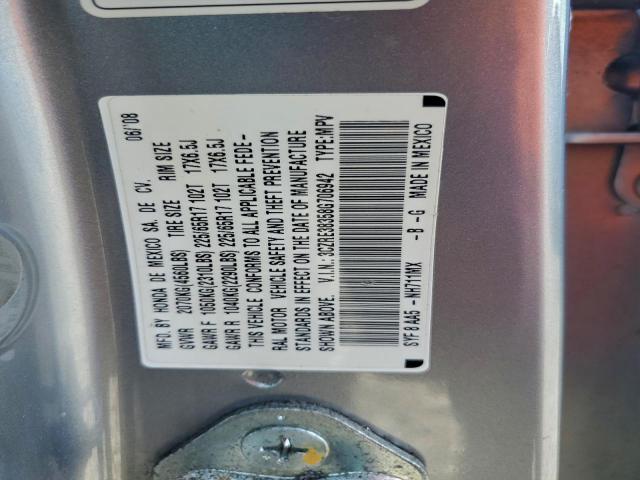 MFD. BY HONDA DE MEXICO SA. DE CV. 06/'08
GVWR 2070KG(4560LBS) TIRE SIZE RIM SIZE
GAWR F 1050KG(2310LBS) 225/65R17 102T 17X6.5J
GAWR R 1040KG(2290LBS) 225/65R17 102T 17X6.5J
THIS VEHICLE CONFORMS TO ALL APPLICABLE FEDE-
RAL MOTOR VEHICLE SAFETY AND THEFT PREVENTION
STANDARDS IN EFFECT ON THE DATE OF MANUFACTURE
SHOWN ABOVE. V.I.N.: 3CZRE38358G706942 TYPE:MPV
SYF8 AA5 -NH711MX -B -G MADE IN MEXICO